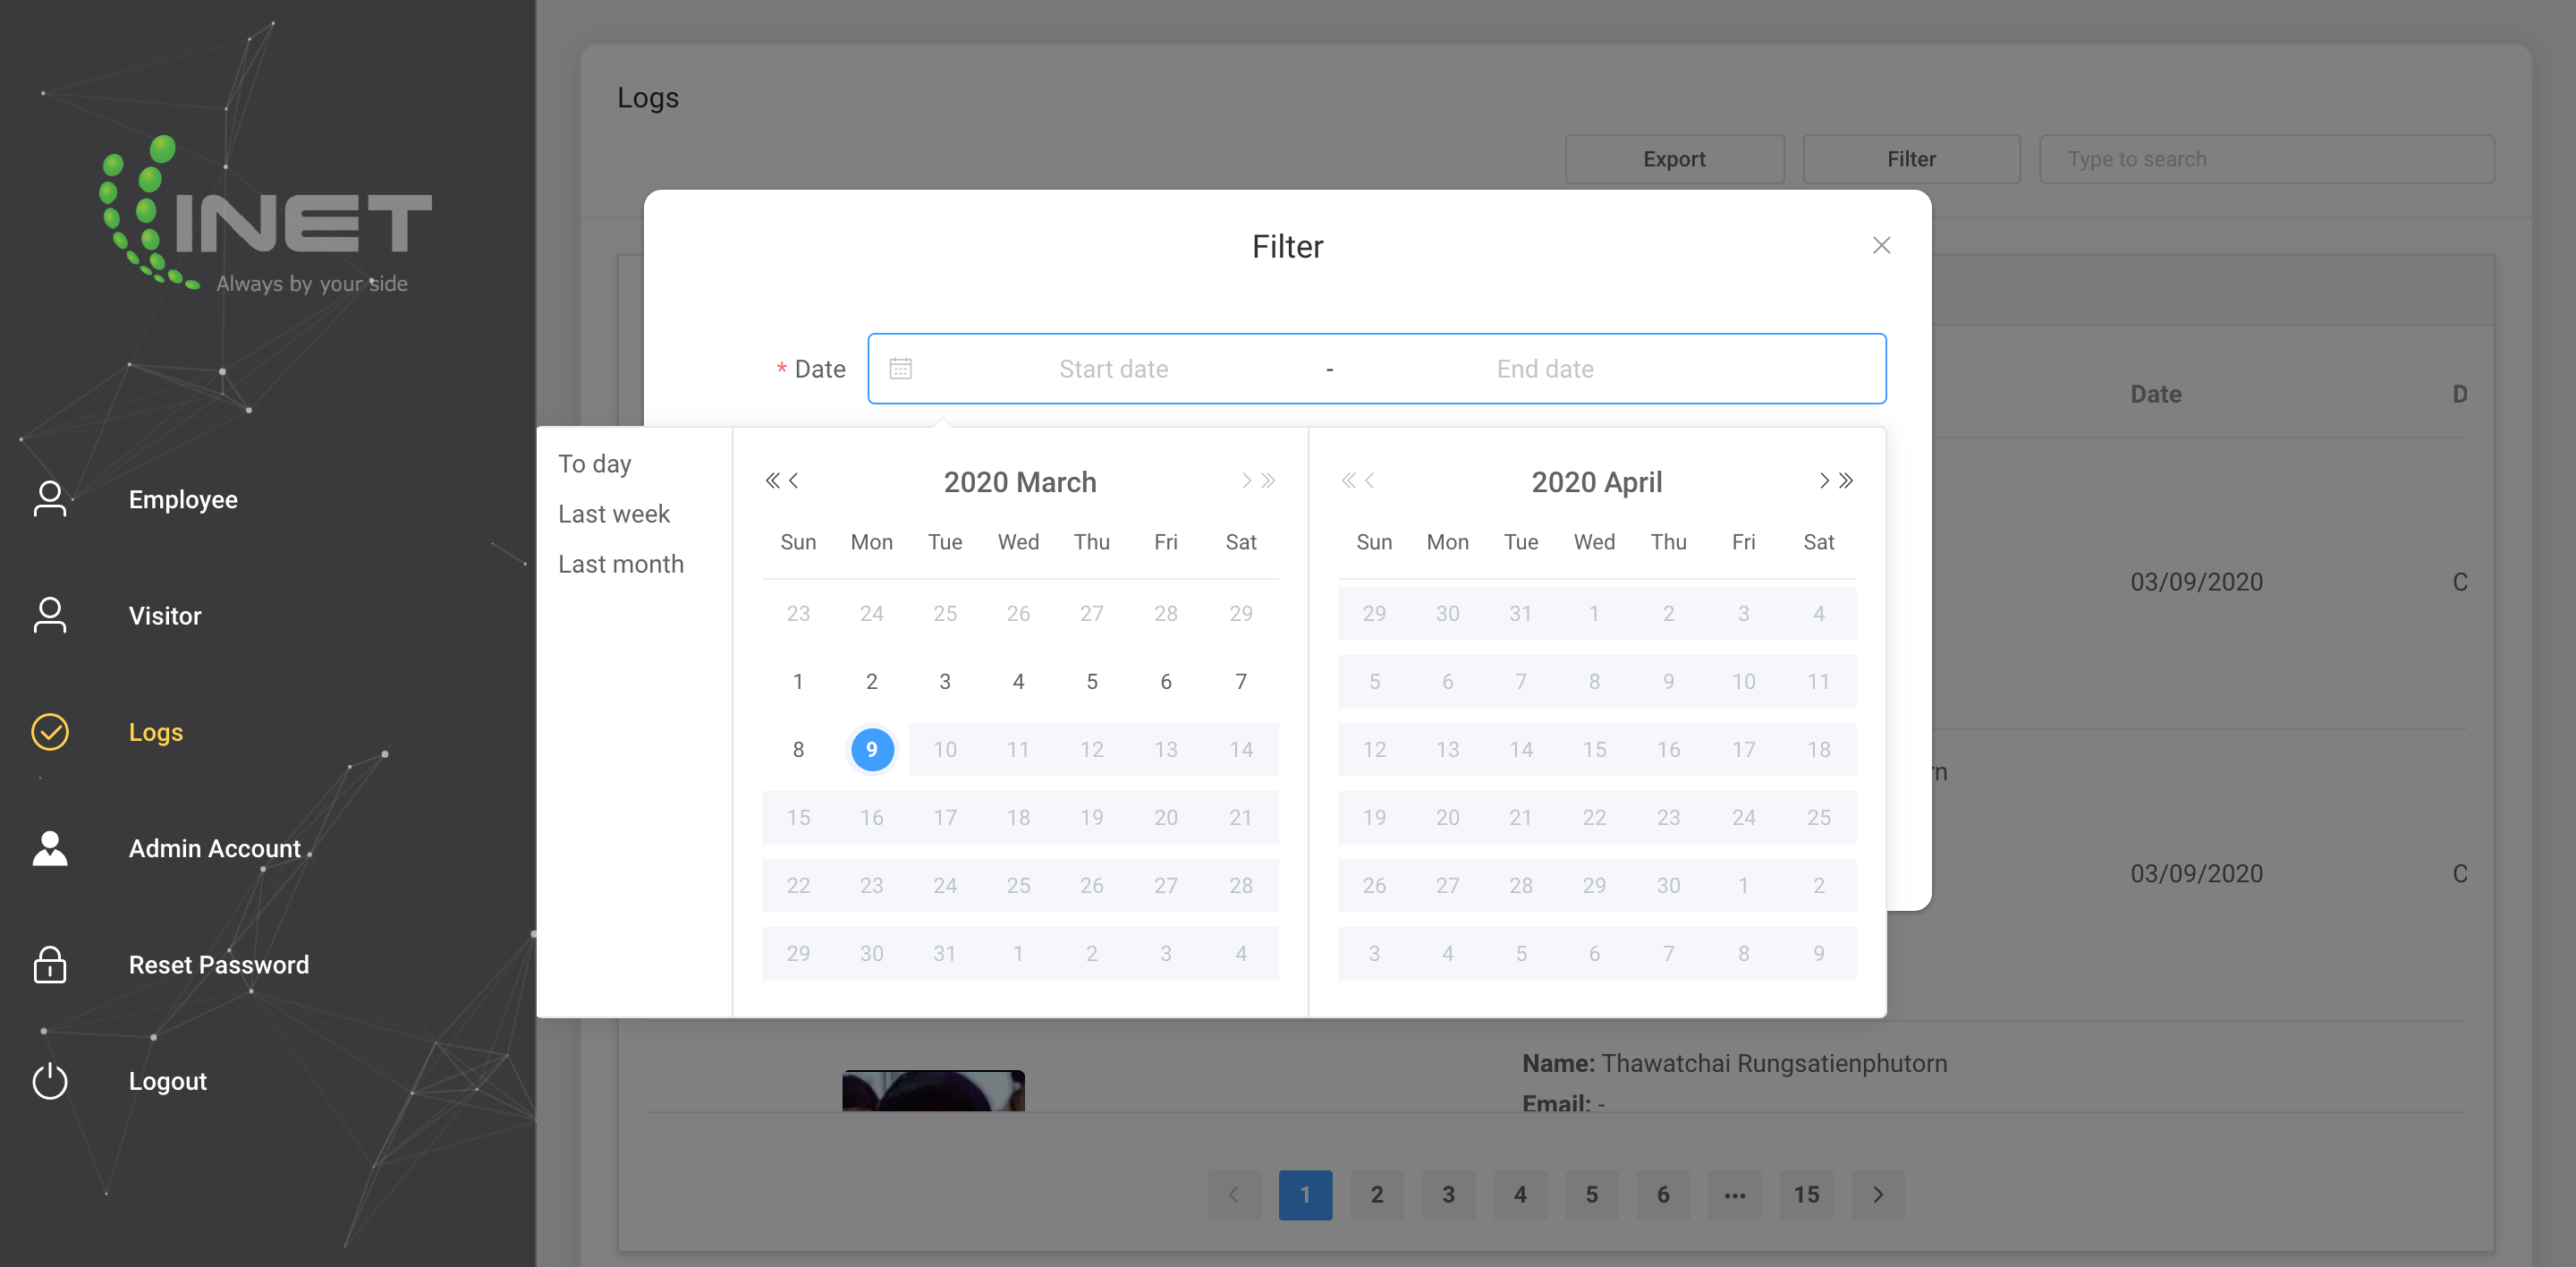 INET
Always by your side
Employee
Visitor
Logs
Admin Account
Reset Password
Logout
Logs
Export
Filter
Type to search
Filter
* Date
Start date
-
End date
To day
Last week
Last month
2020 March
Sun Mon Tue Wed Thu Fri Sat
23 24 25 26 27 28 29
1 2 3 4 5 6 7
8 9 10 11 12 13 14
15 16 17 18 19 20 21
22 23 24 25 26 27 28
29 30 31 1 2 3 4
2020 April
Sun Mon Tue Wed Thu Fri Sat
29 30 31 1 2 3 4
5 6 7 8 9 10 11
12 13 14 15 16 17 18
19 20 21 22 23 24 25
26 27 28 29 30 1 2
3 4 5 6 7 8 9
Date
03/09/2020
03/09/2020
Name: Thawatchai Rungsatienphutorn
Email: -
1 2 3 4 5 6 ••• 15